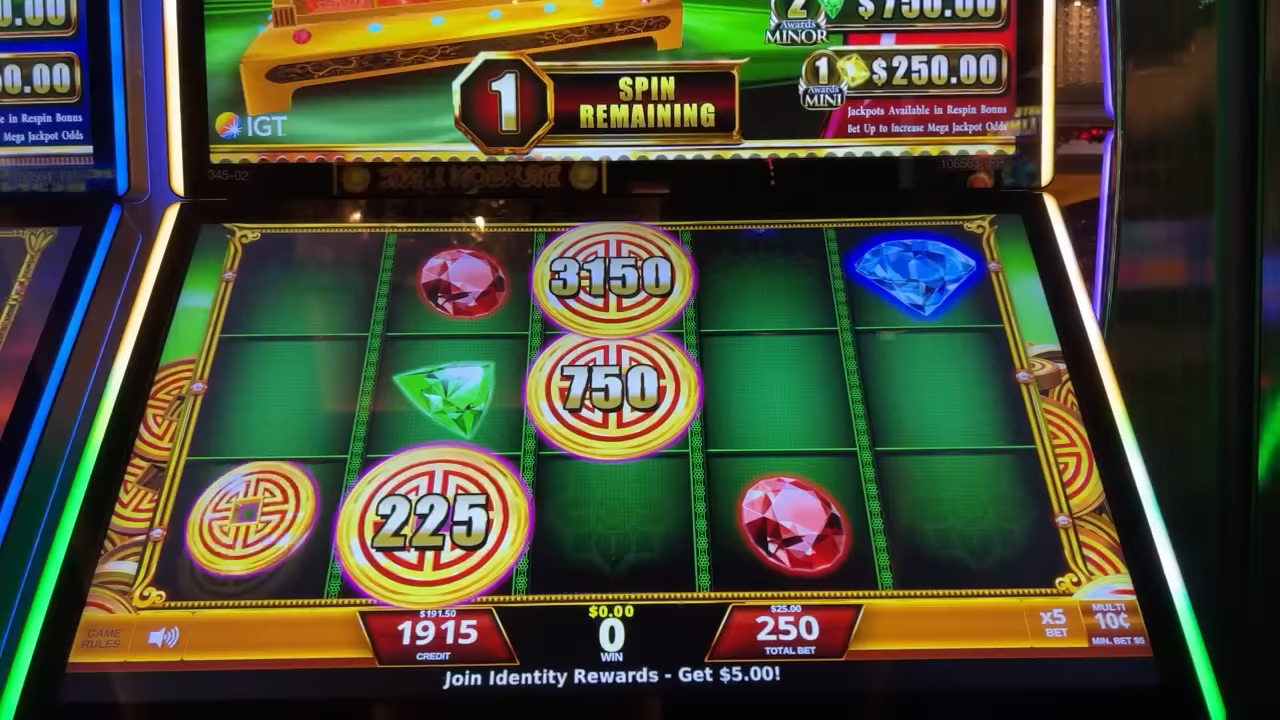 0.00
2
Awards
MINOR
$750.00
0.00
1
Awards
MINI
$250.00
1
SPIN
REMAINING
e in Respin Bonus
Mega Jackpot Odds
IGT
Jackpots Available in Respin Bonus
Bet Up to Increase Mega Jackpot Odds
345-02
3150
750
225
GAME
RULES
$191.50
1915
CREDIT
$0.00
0
WIN
$25.00
250
TOTAL BET
x5
BET
MULTI
10¢
MIN. BET $5
Join Identity Rewards - Get $5.00!